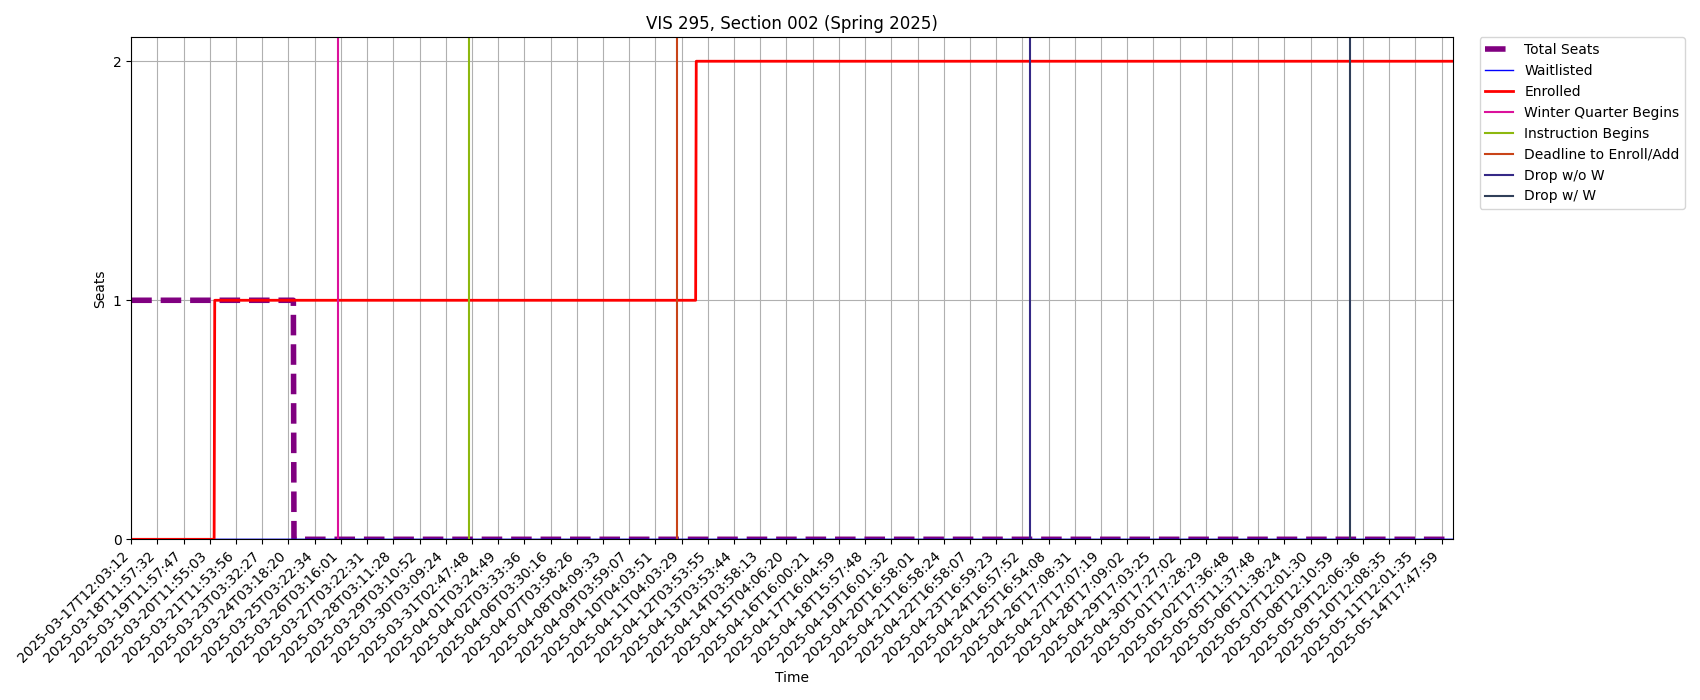 VIS 295, Section 002 (Spring 2025)
Total Seats
Waitlisted
Enrolled
Winter Quarter Begins
Instruction Begins
Deadline to Enroll/Add
Drop w/o W
Drop w/ W
Seats
2
1
0
2025-03-17T12:03:12
2025-03-18T11:57:32
2025-03-19T11:57:47
2025-03-20T11:55:03
2025-03-21T11:53:56
2025-03-23T03:32:27
2025-03-24T03:18:20
2025-03-25T03:22:34
2025-03-26T03:16:01
2025-03-27T03:22:31
2025-03-28T03:11:28
2025-03-29T03:10:52
2025-03-30T03:09:24
2025-03-31T02:47:48
2025-04-01T03:24:49
2025-04-02T03:33:36
2025-04-06T03:30:16
2025-04-07T03:58:26
2025-04-08T04:09:33
2025-04-09T03:59:07
2025-04-10T04:03:51
2025-04-11T04:03:29
2025-04-12T03:53:55
2025-04-13T03:53:44
2025-04-14T03:58:13
2025-04-15T04:06:20
2025-04-16T16:00:21
2025-04-17T16:04:59
2025-04-18T15:57:48
2025-04-19T16:01:32
2025-04-20T16:58:01
2025-04-21T16:58:24
2025-04-22T16:58:07
2025-04-23T16:59:23
2025-04-24T16:57:52
2025-04-25T16:54:08
2025-04-26T17:08:31
2025-04-27T17:07:19
2025-04-28T17:09:02
2025-04-29T17:03:25
2025-04-30T17:27:02
2025-05-01T17:28:29
2025-05-02T17:36:48
2025-05-05T11:37:48
2025-05-06T11:38:24
2025-05-07T12:01:30
2025-05-08T12:10:59
2025-05-09T12:06:36
2025-05-10T12:08:35
2025-05-11T12:01:35
2025-05-14T17:47:59
Time